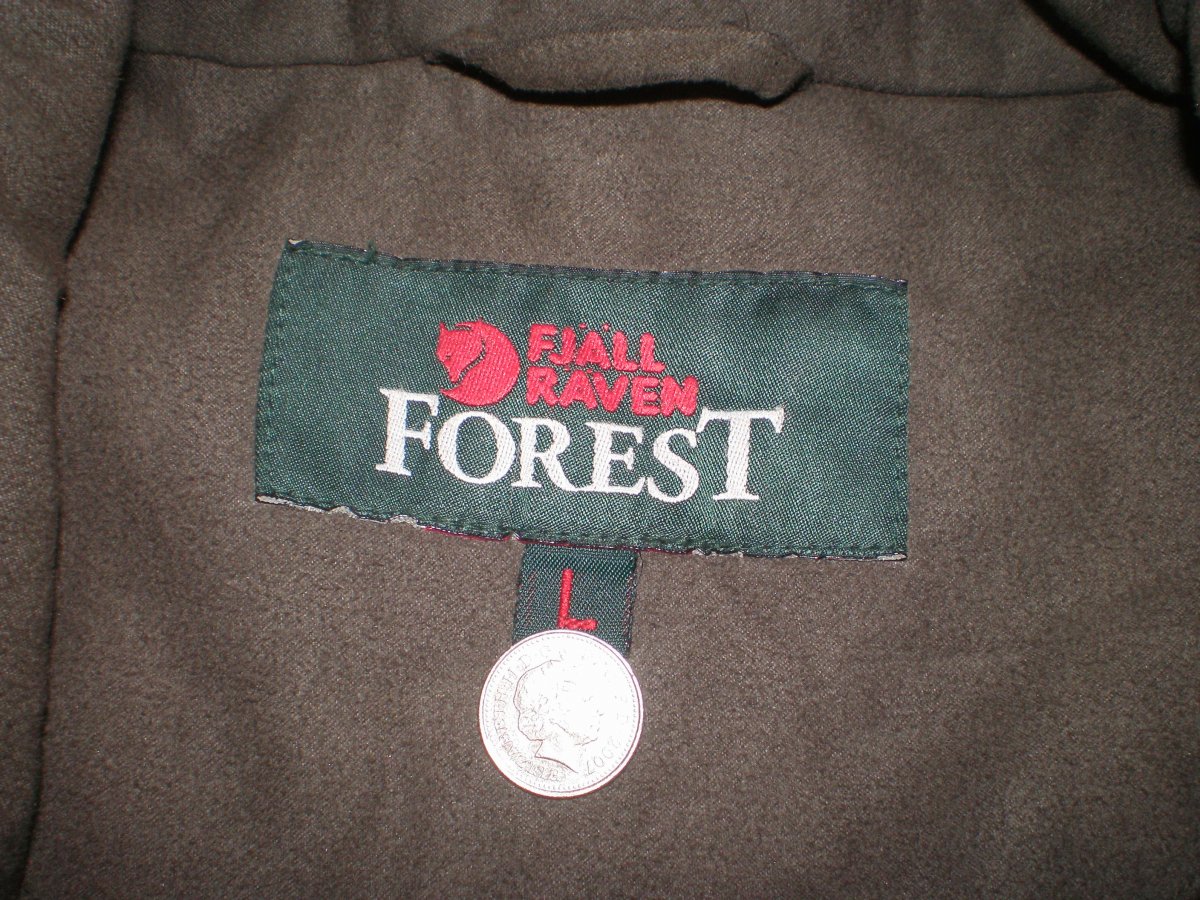 FJÄLL
RÄVEN
FOREST
L
2007